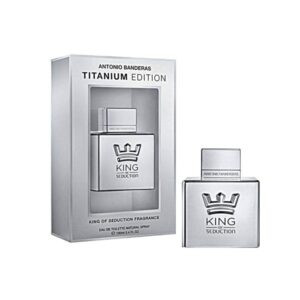 ANTONIO BANDERAS
TITANIUM EDITION
KING
OF
SEDUCTION
KING OF SEDUCTION FRAGRANCE
EAU DE TOILETTE NATURAL SPRAY
ANTONIO BANDERAS
KING
OF
SEDUCTION